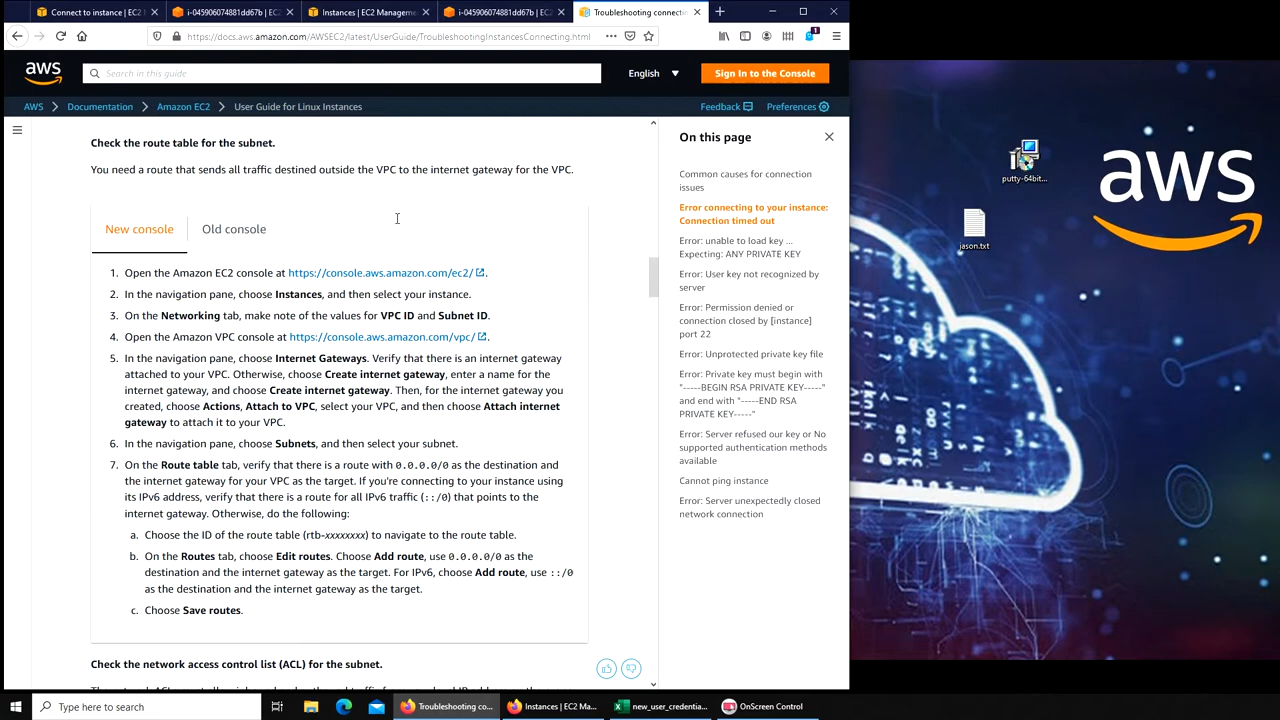 Connect to instance | EC2 M
i-045906074881dd67b | EC2
Instances | EC2 Manageme
i-045906074881dd67b | EC2
Troubleshooting connectin
https://docs.aws.amazon.com/AWSEC2/latest/UserGuide/TroubleshootingInstancesConnecting.html
1
aws
Search in this guide
English
Sign In to the Console
AWS
Documentation
Amazon EC2
User Guide for Linux Instances
Feedback
Preferences
Check the route table for the subnet.
You need a route that sends all traffic destined outside the VPC to the internet gateway for the VPC.
New console
Old console
1. Open the Amazon EC2 console at https://console.aws.amazon.com/ec2/.
2. In the navigation pane, choose Instances, and then select your instance.
3. On the Networking tab, make note of the values for VPC ID and Subnet ID.
4. Open the Amazon VPC console at https://console.aws.amazon.com/vpc/.
5. In the navigation pane, choose Internet Gateways. Verify that there is an internet gateway
attached to your VPC. Otherwise, choose Create internet gateway, enter a name for the
internet gateway, and choose Create internet gateway. Then, for the internet gateway you
created, choose Actions, Attach to VPC, select your VPC, and then choose Attach internet
gateway to attach it to your VPC.
6. In the navigation pane, choose Subnets, and then select your subnet.
7. On the Route table tab, verify that there is a route with 0.0.0.0/0 as the destination and
the internet gateway for your VPC as the target. If you're connecting to your instance using
its IPv6 address, verify that there is a route for all IPv6 traffic (::/0) that points to the
internet gateway. Otherwise, do the following:
a. Choose the ID of the route table (rtb-xxxxxxxx) to navigate to the route table.
b. On the Routes tab, choose Edit routes. Choose Add route, use 0.0.0.0/0 as the
destination and the internet gateway as the target. For IPv6, choose Add route, use ::/0
as the destination and the internet gateway as the target.
c. Choose Save routes.
Check the network access control list (ACL) for the subnet.
On this page
Common causes for connection
issues
Error connecting to your instance:
Connection timed out
Error: unable to load key ...
Expecting: ANY PRIVATE KEY
Error: User key not recognized by
server
Error: Permission denied or
connection closed by [instance]
port 22
Error: Unprotected private key file
Error: Private key must begin with
"-----BEGIN RSA PRIVATE KEY-----"
and end with "-----END RSA
PRIVATE KEY-----"
Error: Server refused our key or No
supported authentication methods
available
Cannot ping instance
Error: Server unexpectedly closed
network connection
putty-64bit...
jason.txt
aws
Type here to search
Troubleshooting co...
Instances | EC2 Ma...
new_user_credentia...
OnScreen Control